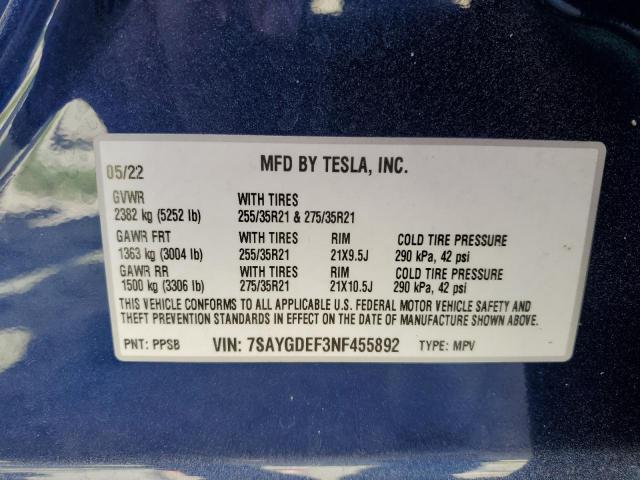 05/22 MFD BY TESLA, INC.
GVWR WITH TIRES
2382 kg (5252 lb) 255/35R21 & 275/35R21
GAWR FRT WITH TIRES RIM COLD TIRE PRESSURE
1363 kg (3004 lb) 255/35R21 21X9.5J 290 kPa, 42 psi
GAWR RR WITH TIRES RIM COLD TIRE PRESSURE
1500 kg (3306 lb) 275/35R21 21X10.5J 290 kPa, 42 psi
THIS VEHICLE CONFORMS TO ALL APPLICABLE U.S. FEDERAL MOTOR VEHICLE SAFETY AND
THEFT PREVENTION STANDARDS IN EFFECT ON THE DATE OF MANUFACTURE SHOWN ABOVE.
PNT: PPSB VIN: 7SAYGDEF3NF455892 TYPE: MPV